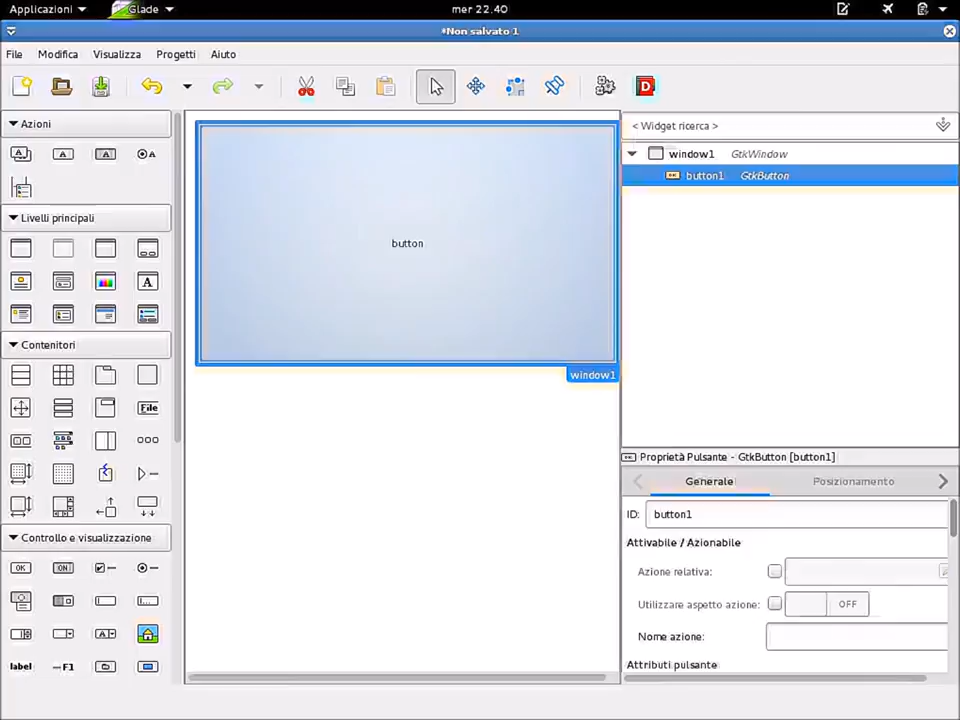 Applicazioni Glade mer 22.40
*Non salvato 1
File Modifica Visualizza Progetti Aiuto
Azioni
< Widget ricerca >
window1 GtkWindow
button1 GtkButton
Livelli principali
button
Contenitori
window1
File
Proprietà Pulsante - GtkButton [button1]
Generale Posizionamento
ID: button1
Controllo e visualizzazione
Attivabile / Azionabile
Azione relativa:
Utilizzare aspetto azione: OFF
Nome azione:
Attributi pulsante
label F1